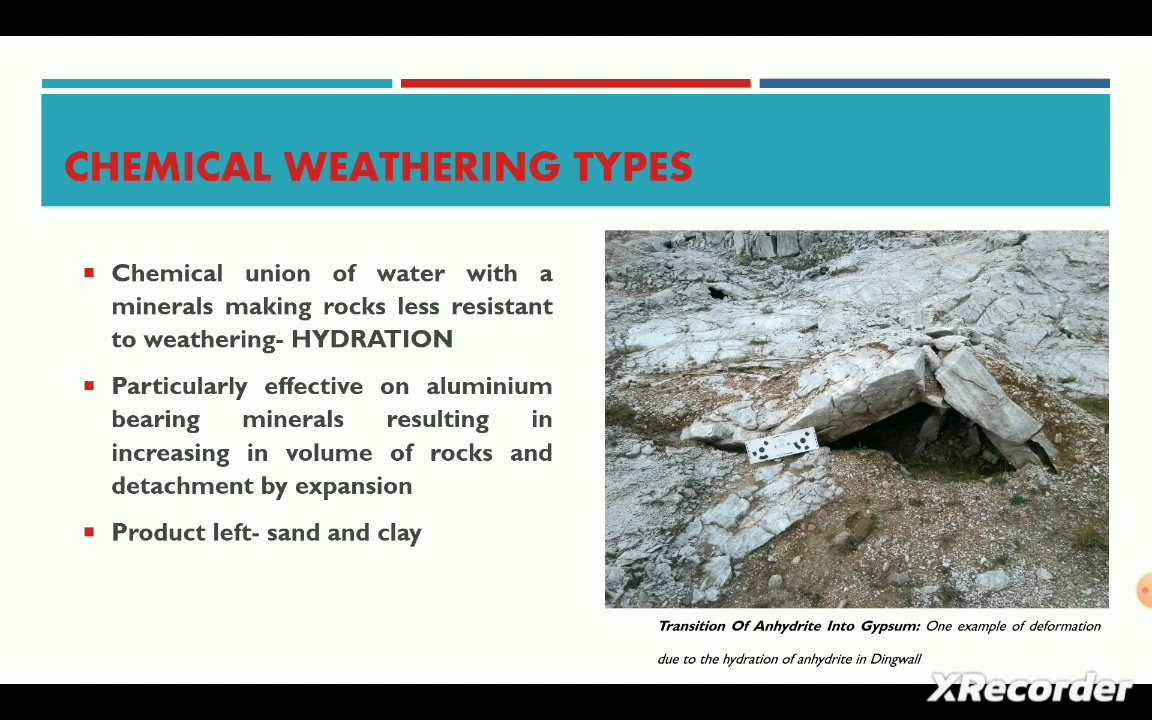 CHEMICAL WEATHERING TYPES
Chemical union of water with a
minerals making rocks less resistant
to weathering- HYDRATION
Particularly effective on aluminium
bearing minerals resulting in
increasing in volume of rocks and
detachment by expansion
Product left- sand and clay
Transition Of Anhydrite Into Gypsum: One example of deformation
due to the hydration of anhydrite in Dingwall
XRecorder